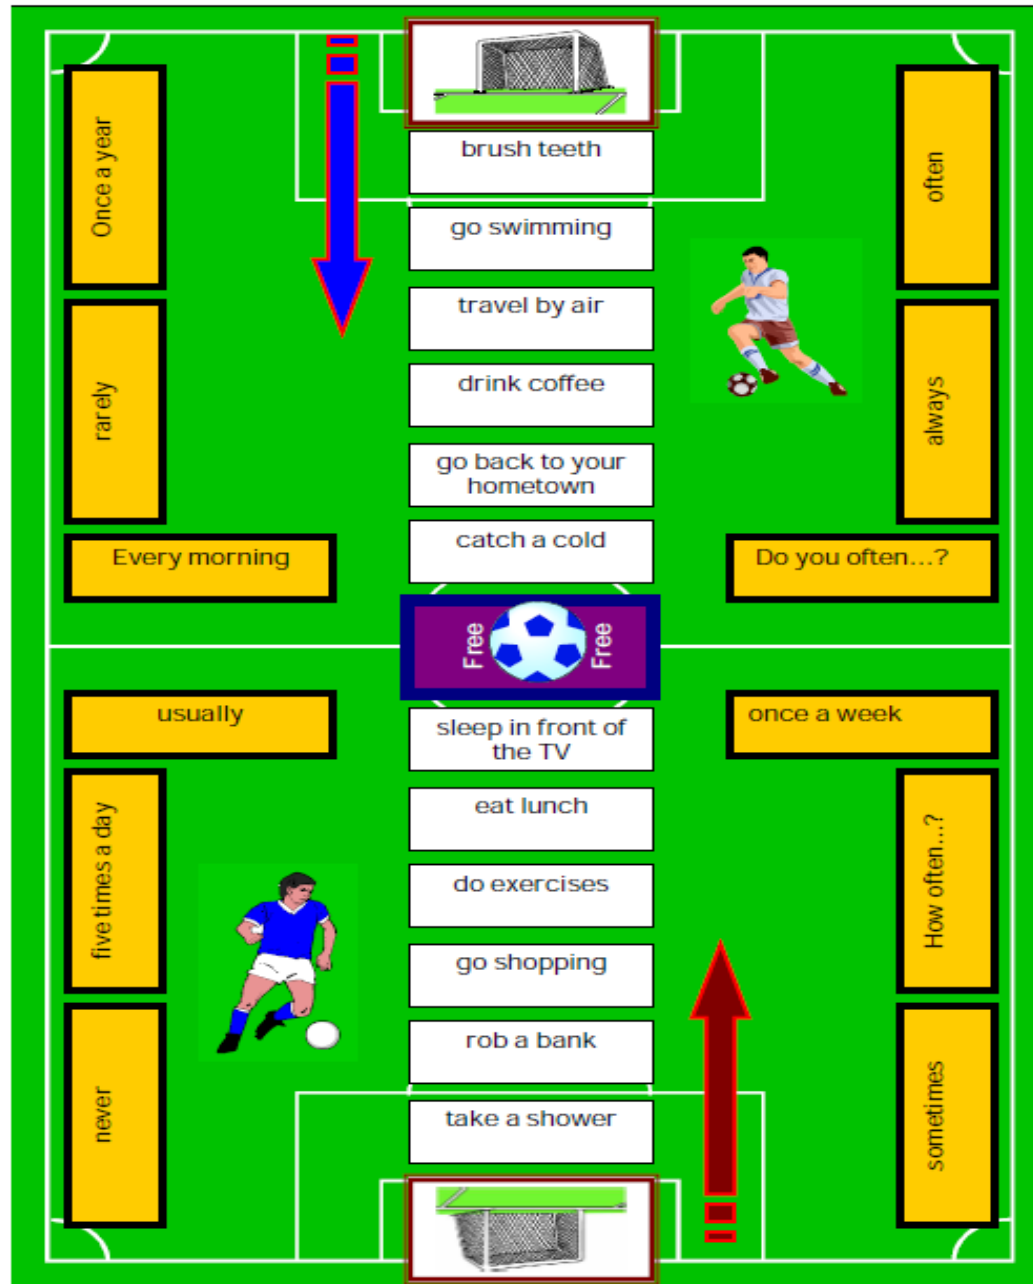 Once a year
rarely
Every morning
usually
five times a day
never
brush teeth
go swimming
travel by air
drink coffee
go back to your
hometown
catch a cold
Free
Free
sleep in front of
the TV
eat lunch
do exercises
go shopping
rob a bank
take a shower
often
always
Do you often...?
once a week
How often...?
sometimes